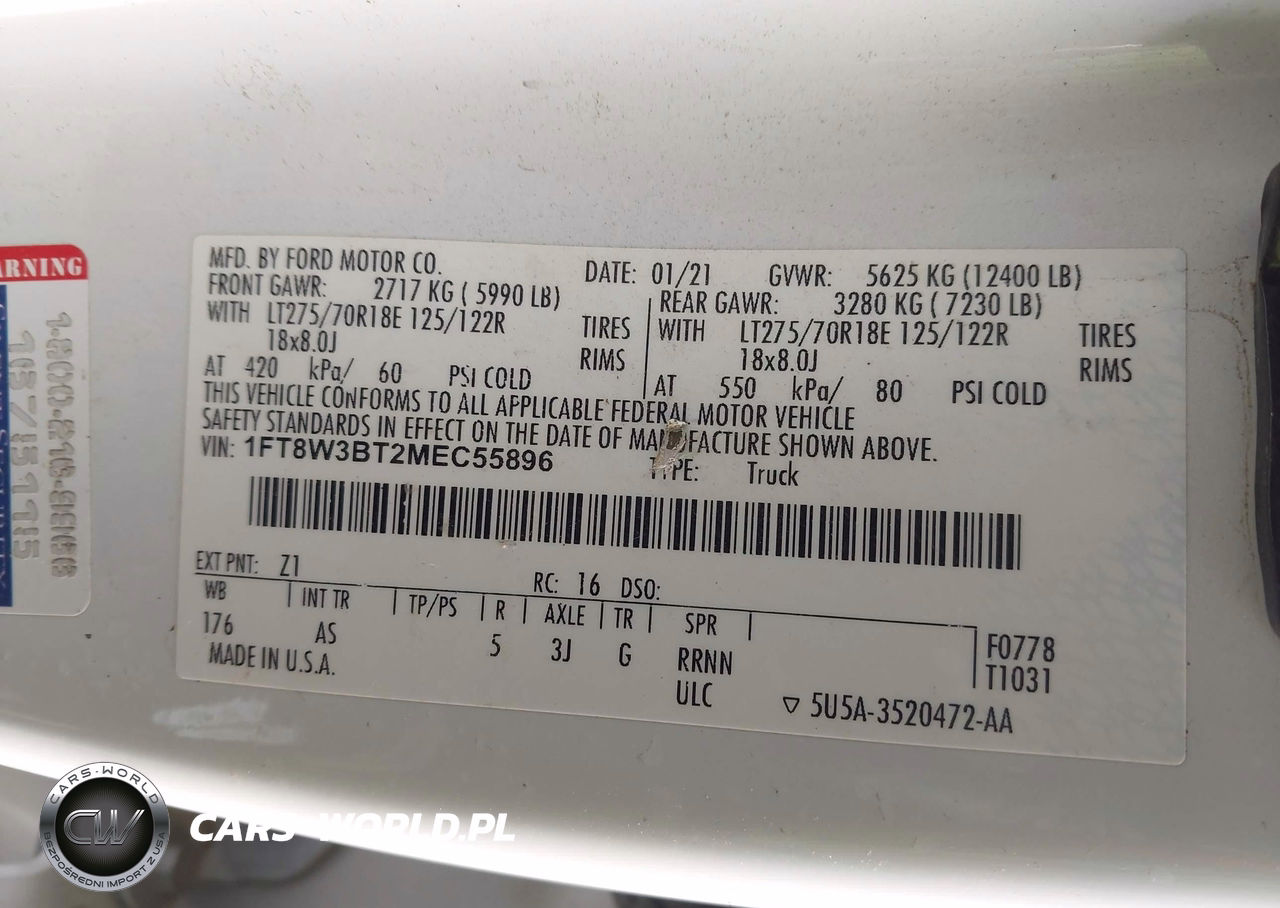 MFD. BY FORD MOTOR CO.
DATE: 01/21 GVWR: 5625 KG (12400 LB)
FRONT GAWR: 2717 KG ( 5990 LB)
REAR GAWR: 3280 KG ( 7230 LB)
WITH LT275/70R18E 125/122R TIRES
WITH LT275/70R18E 125/122R TIRES
18x8.0J RIMS
18x8.0J RIMS
AT 420 kPa/ 60 PSI COLD
AT 550 kPa/ 80 PSI COLD
THIS VEHICLE CONFORMS TO ALL APPLICABLE FEDERAL MOTOR VEHICLE
SAFETY STANDARDS IN EFFECT ON THE DATE OF MANUFACTURE SHOWN ABOVE.
VIN: 1FT8W3BT2MEC55896
TYPE: Truck
EXT PNT: Z1 RC: 16 DSO:
WB INT TR TP/PS R AXLE TR SPR
176 AS 5 3J G RRNN
F0778
T1031
MADE IN U.S.A.
ULC
▽ 5U5A-3520472-AA
ARNING
CARS-WORLD
CW
BEZPOŚREDNI IMPORT Z USA
CARS-WORLD.PL